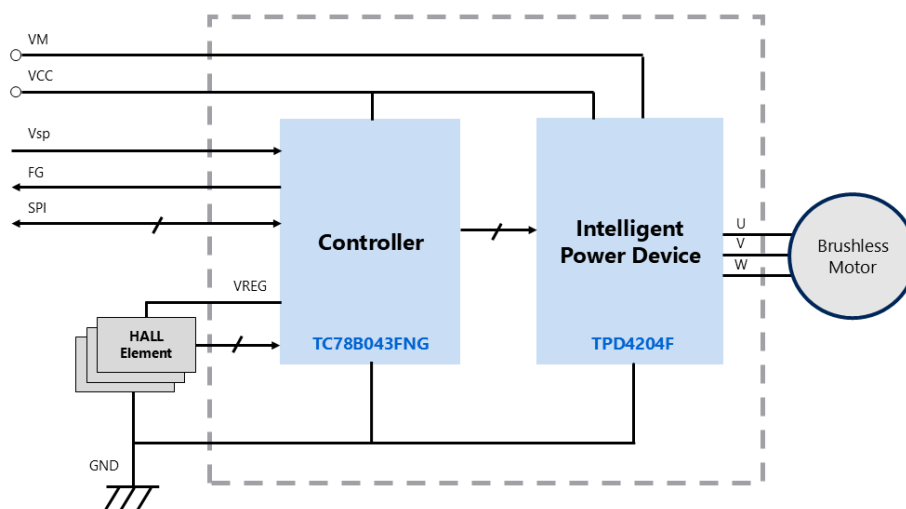 VM
VCC
Vsp
FG
SPI
Controller
TC78B043FNG
Intelligent
Power Device
TPD4204F
U
V
W
Brushless
Motor
VREG
HALL
Element
GND